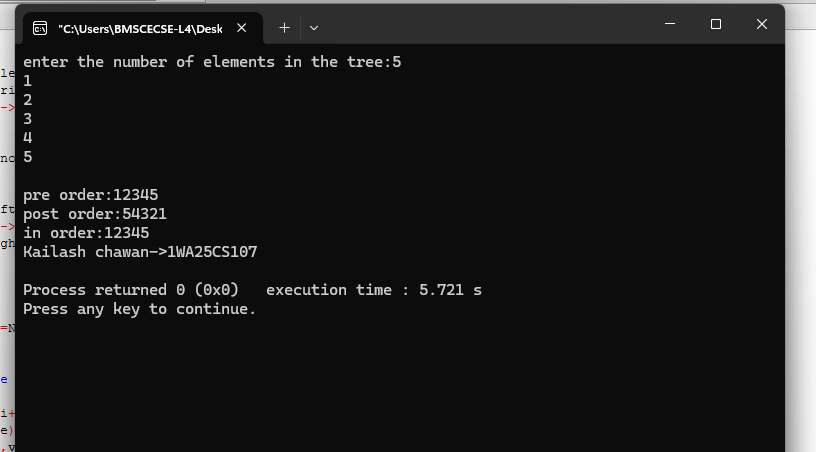 "C:\Users\BMSCECSE-L4\Desk
enter the number of elements in the tree:5
1
2
3
4
5
pre order:12345
post order:54321
in order:12345
Kailash chawan->1WA25CS107
Process returned 0 (0x0)   execution time : 5.721 s
Press any key to continue.